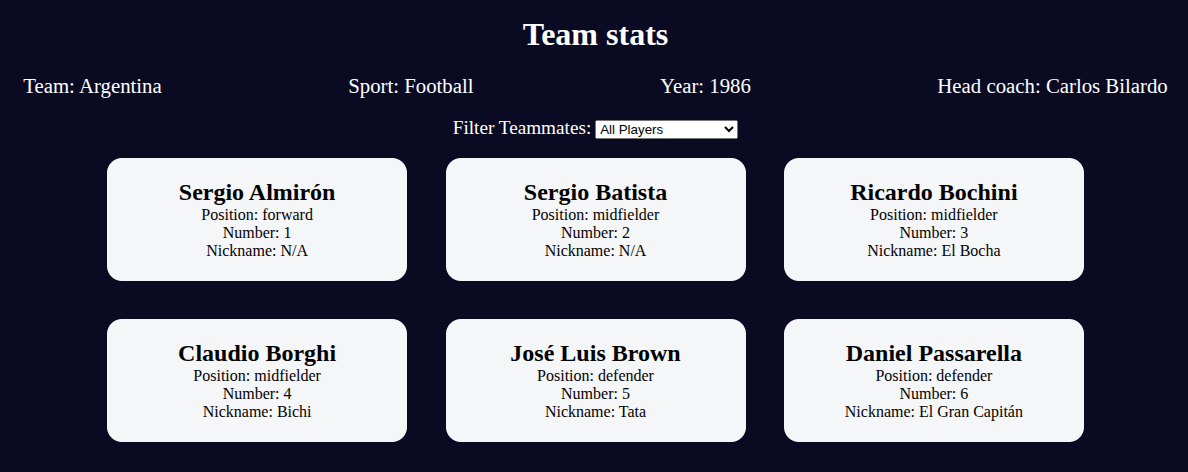 Team stats
Team: Argentina
Sport: Football
Year: 1986
Head coach: Carlos Bilardo
Filter Teammates: All Players
Sergio Almirón
Position: forward
Number: 1
Nickname: N/A
Sergio Batista
Position: midfielder
Number: 2
Nickname: N/A
Ricardo Bochini
Position: midfielder
Number: 3
Nickname: El Bocha
Claudio Borghi
Position: midfielder
Number: 4
Nickname: Bichi
José Luis Brown
Position: defender
Number: 5
Nickname: Tata
Daniel Passarella
Position: defender
Number: 6
Nickname: El Gran Capitán